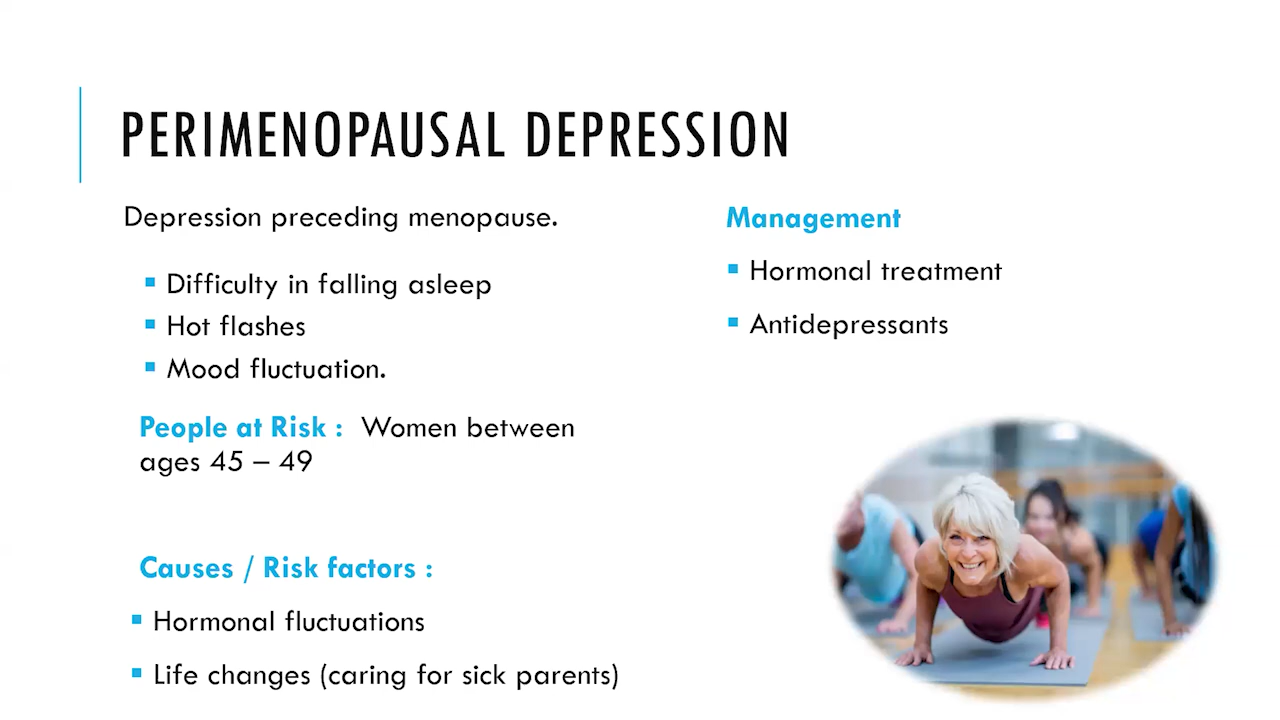 PERIMENOPAUSAL DEPRESSION
Depression preceding menopause.
▪ Difficulty in falling asleep
▪ Hot flashes
▪ Mood fluctuation.
People at Risk : Women between
ages 45 – 49
Causes / Risk factors :
▪ Hormonal fluctuations
▪ Life changes (caring for sick parents)
Management
▪ Hormonal treatment
▪ Antidepressants